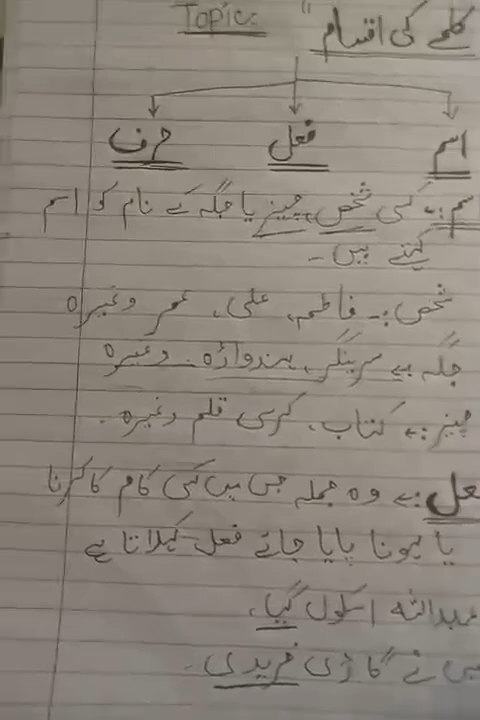 Topic:
کلمے کی اقسام
اسم فعل حرف
اسم:۔ کسی شخص، چیز یا جگہ کے نام کو اسم
کہتے ہیں۔
شخص:۔ فاطمہ، علی، عمر وغیرہ
جگہ:۔ سرینگر، ہندواڑہ۔ وغیرہ
چیز:۔ کتاب، کرسی قلم وغیرہ۔
فعل:۔ وہ جملہ جس میں کسی کام کا کرنا
یا ہونا پایا جائے فعل کہلاتا ہے
عبداللہ اسکول گیا۔
میں نے گاڑی خریدی۔